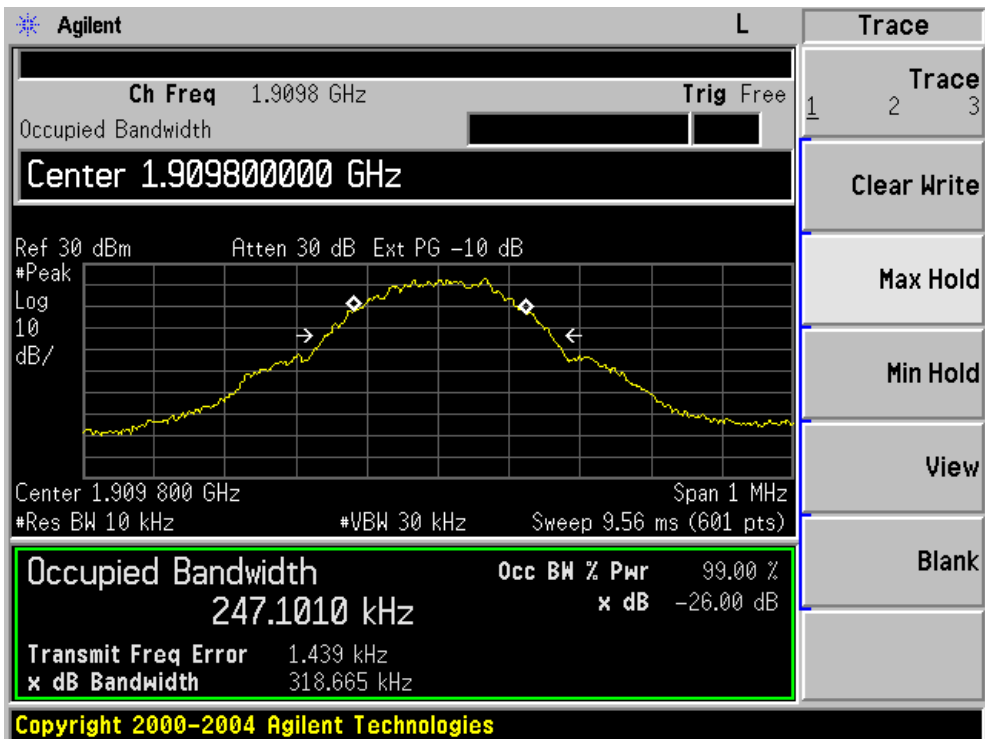 Agilent L Trace
Ch Freq 1.9098 GHz Trig Free
Occupied Bandwidth
Center 1.909800000 GHz
Ref 30 dBm Atten 30 dB Ext PG -10 dB
#Peak
Log
10
dB/
Center 1.909 800 GHz Span 1 MHz
#Res BW 10 kHz #VBW 30 kHz Sweep 9.56 ms (601 pts)
Occupied Bandwidth Occ BW % Pwr 99.00 %
247.1010 kHz x dB -26.00 dB
Transmit Freq Error 1.439 kHz
x dB Bandwidth 318.665 kHz
Copyright 2000-2004 Agilent Technologies
Trace
1 2 3
Clear Write
Max Hold
Min Hold
View
Blank